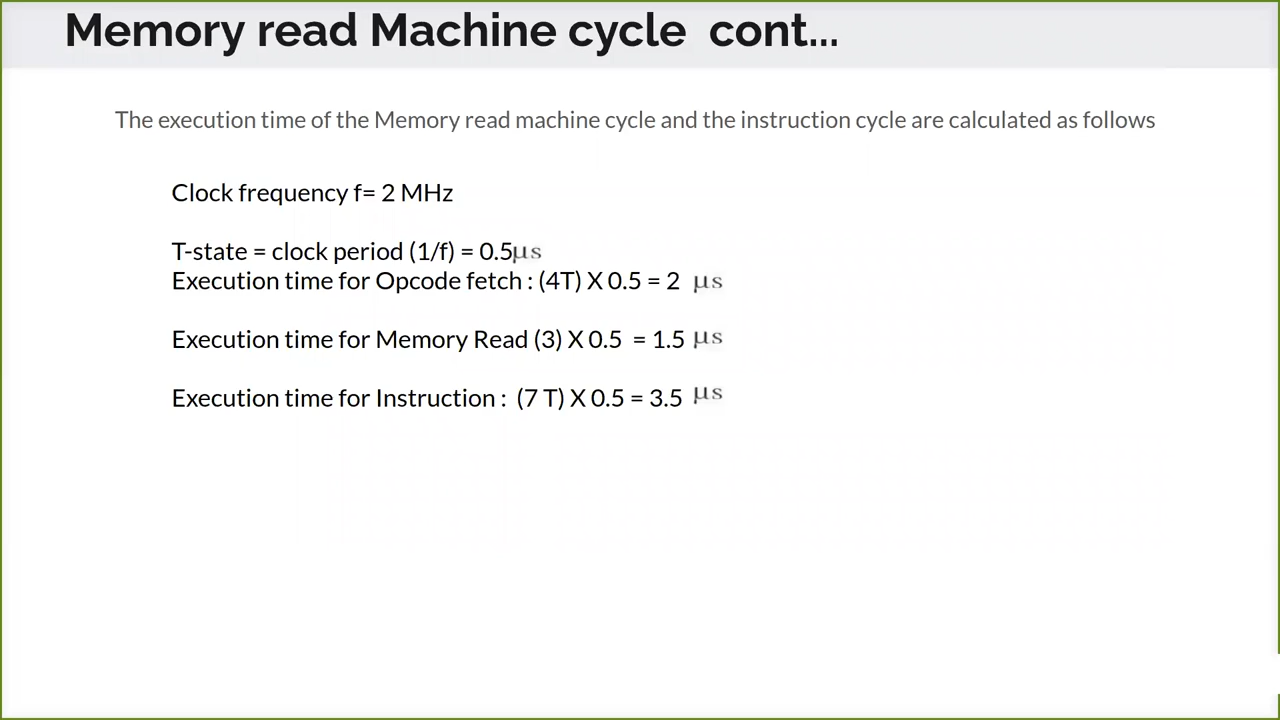 Memory read Machine cycle cont...
The execution time of the Memory read machine cycle and the instruction cycle are calculated as follows
Clock frequency f= 2 MHz
T-state = clock period (1/f) = 0.5μs
Execution time for Opcode fetch : (4T) X 0.5 = 2 μs
Execution time for Memory Read (3) X 0.5 = 1.5 μs
Execution time for Instruction : (7 T) X 0.5 = 3.5 μs